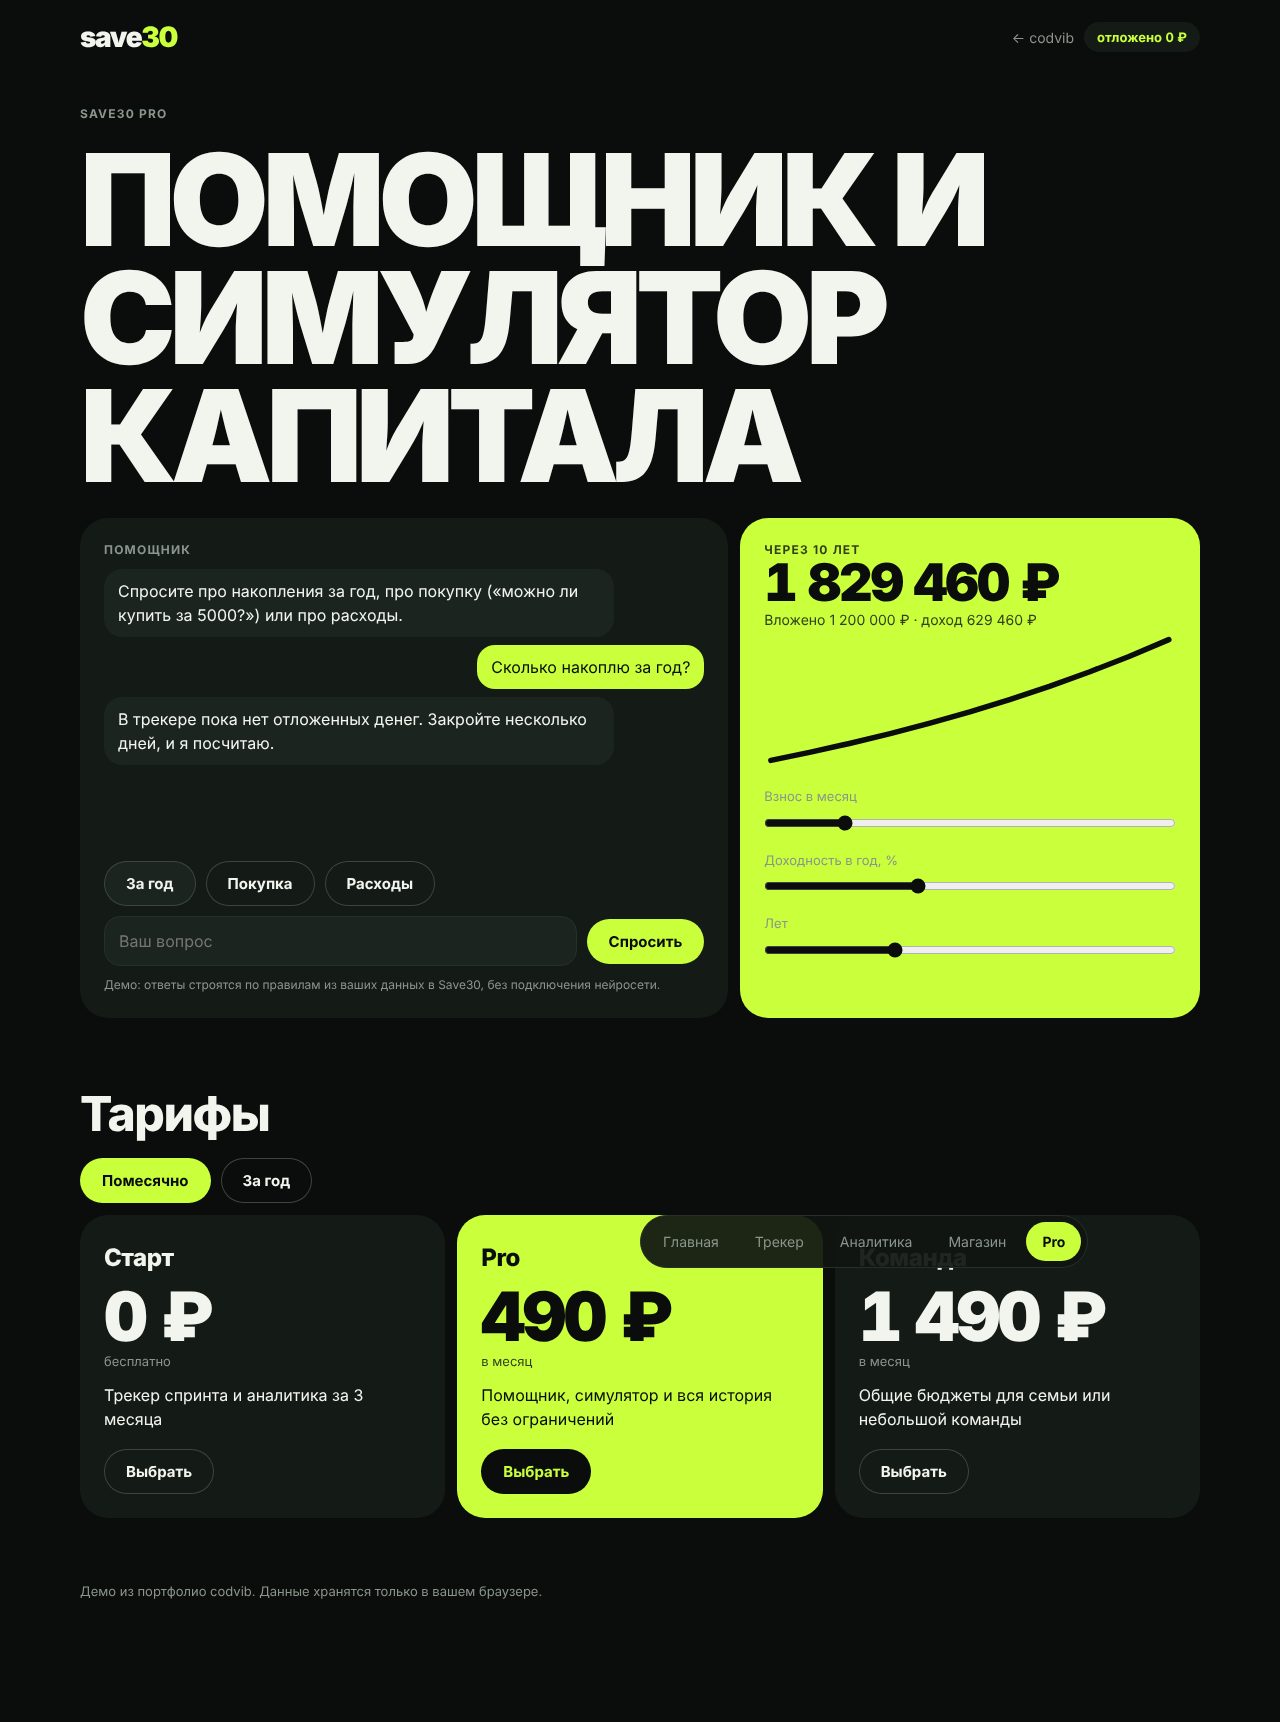 save30
← codvib
отложено 0 ₽
SAVE30 PRO
ПОМОЩНИК И
СИМУЛЯТОР
КАПИТАЛА
ПОМОЩНИК
Спросите про накопления за год, про покупку («можно ли
купить за 5000?») или про расходы.
Сколько накоплю за год?
В трекере пока нет отложенных денег. Закройте несколько
дней, и я посчитаю.
За год
Покупка
Расходы
Ваш вопрос
Спросить
Демо: ответы строятся по правилам из ваших данных в Save30, без подключения нейросети.
ЧЕРЕЗ 10 ЛЕТ
1 829 460 ₽
Вложено 1 200 000 ₽ · доход 629 460 ₽
Взнос в месяц
Доходность в год, %
Лет
Тарифы
Помесячно
За год
Главная
Трекер
Аналитика
Магазин
Pro
Старт
0 ₽
бесплатно
Трекер спринта и аналитика за 3
месяца
Выбрать
Pro
490 ₽
в месяц
Помощник, симулятор и вся история
без ограничений
Выбрать
Команда
1 490 ₽
в месяц
Общие бюджеты для семьи или
небольшой команды
Выбрать
Демо из портфолио codvib. Данные хранятся только в вашем браузере.